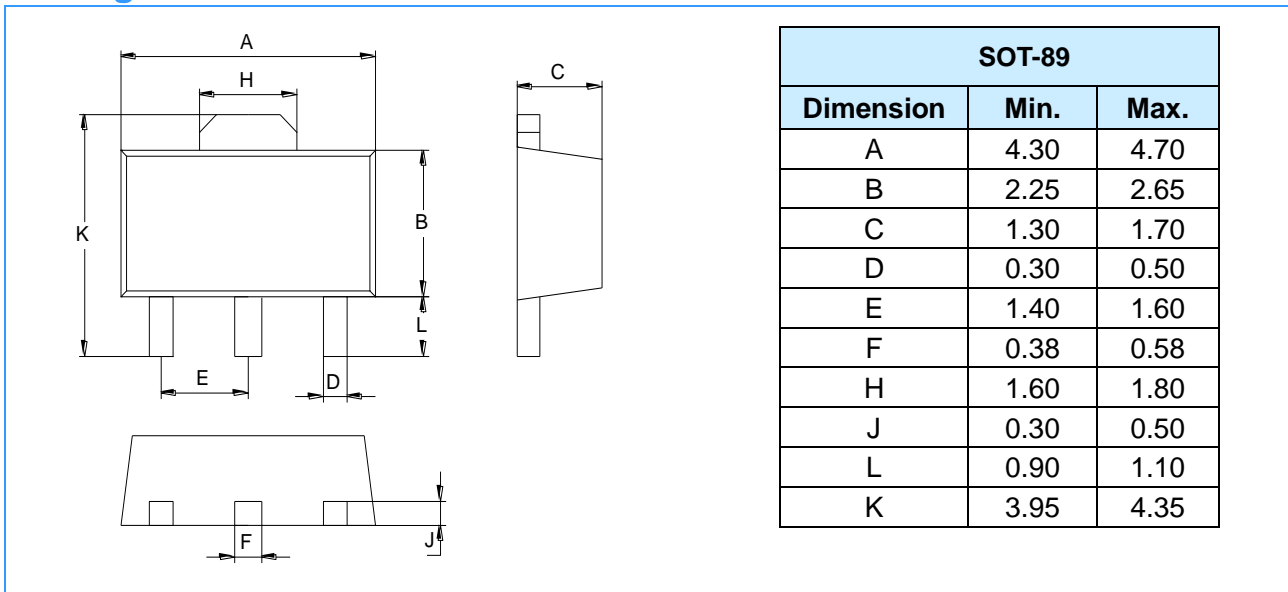 A
H
C
K
B
L
E
D
F
J
SOT-89
Dimension Min. Max.
A 4.30 4.70
B 2.25 2.65
C 1.30 1.70
D 0.30 0.50
E 1.40 1.60
F 0.38 0.58
H 1.60 1.80
J 0.30 0.50
L 0.90 1.10
K 3.95 4.35